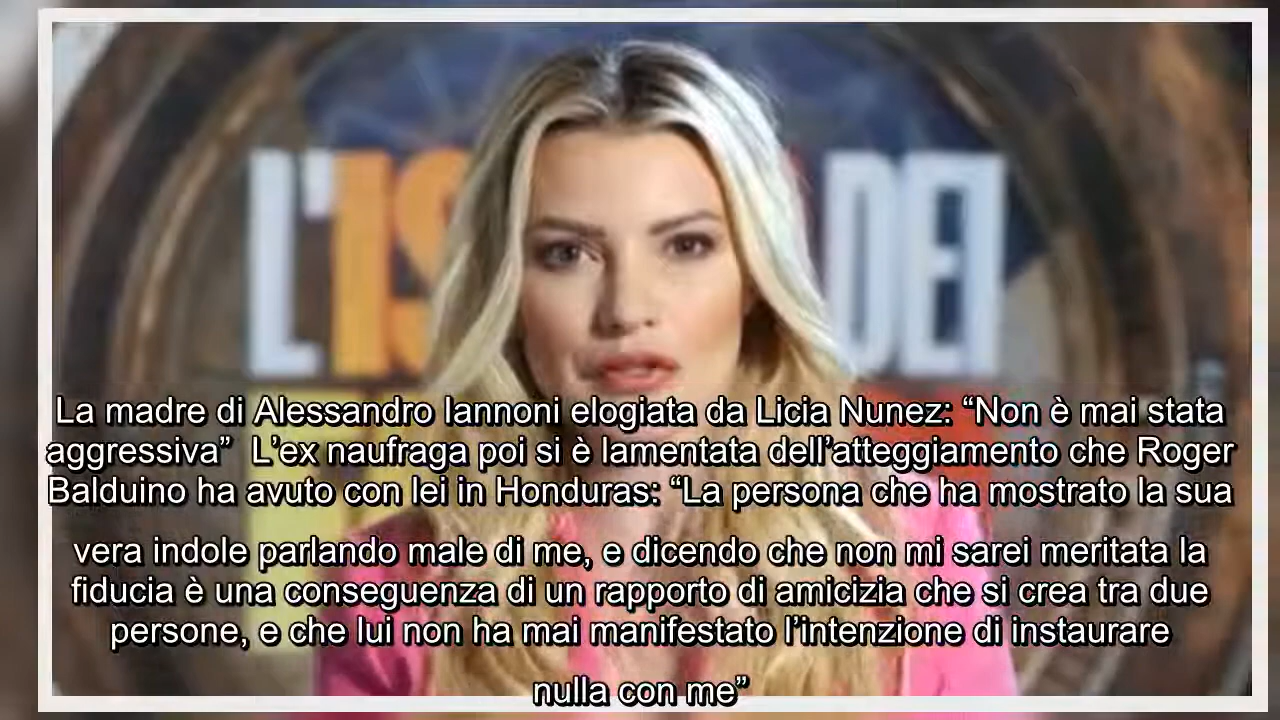 L'IS DEI
La madre di Alessandro Iannoni elogiata da Licia Nunez: “Non è mai stata
aggressiva”  L’ex naufraga poi si è lamentata dell’atteggiamento che Roger
Balduino ha avuto con lei in Honduras: “La persona che ha mostrato la sua
vera indole parlando male di me, e dicendo che non mi sarei meritata la
fiducia è una conseguenza di un rapporto di amicizia che si crea tra due
persone, e che lui non ha mai manifestato l’intenzione di instaurare
nulla con me”